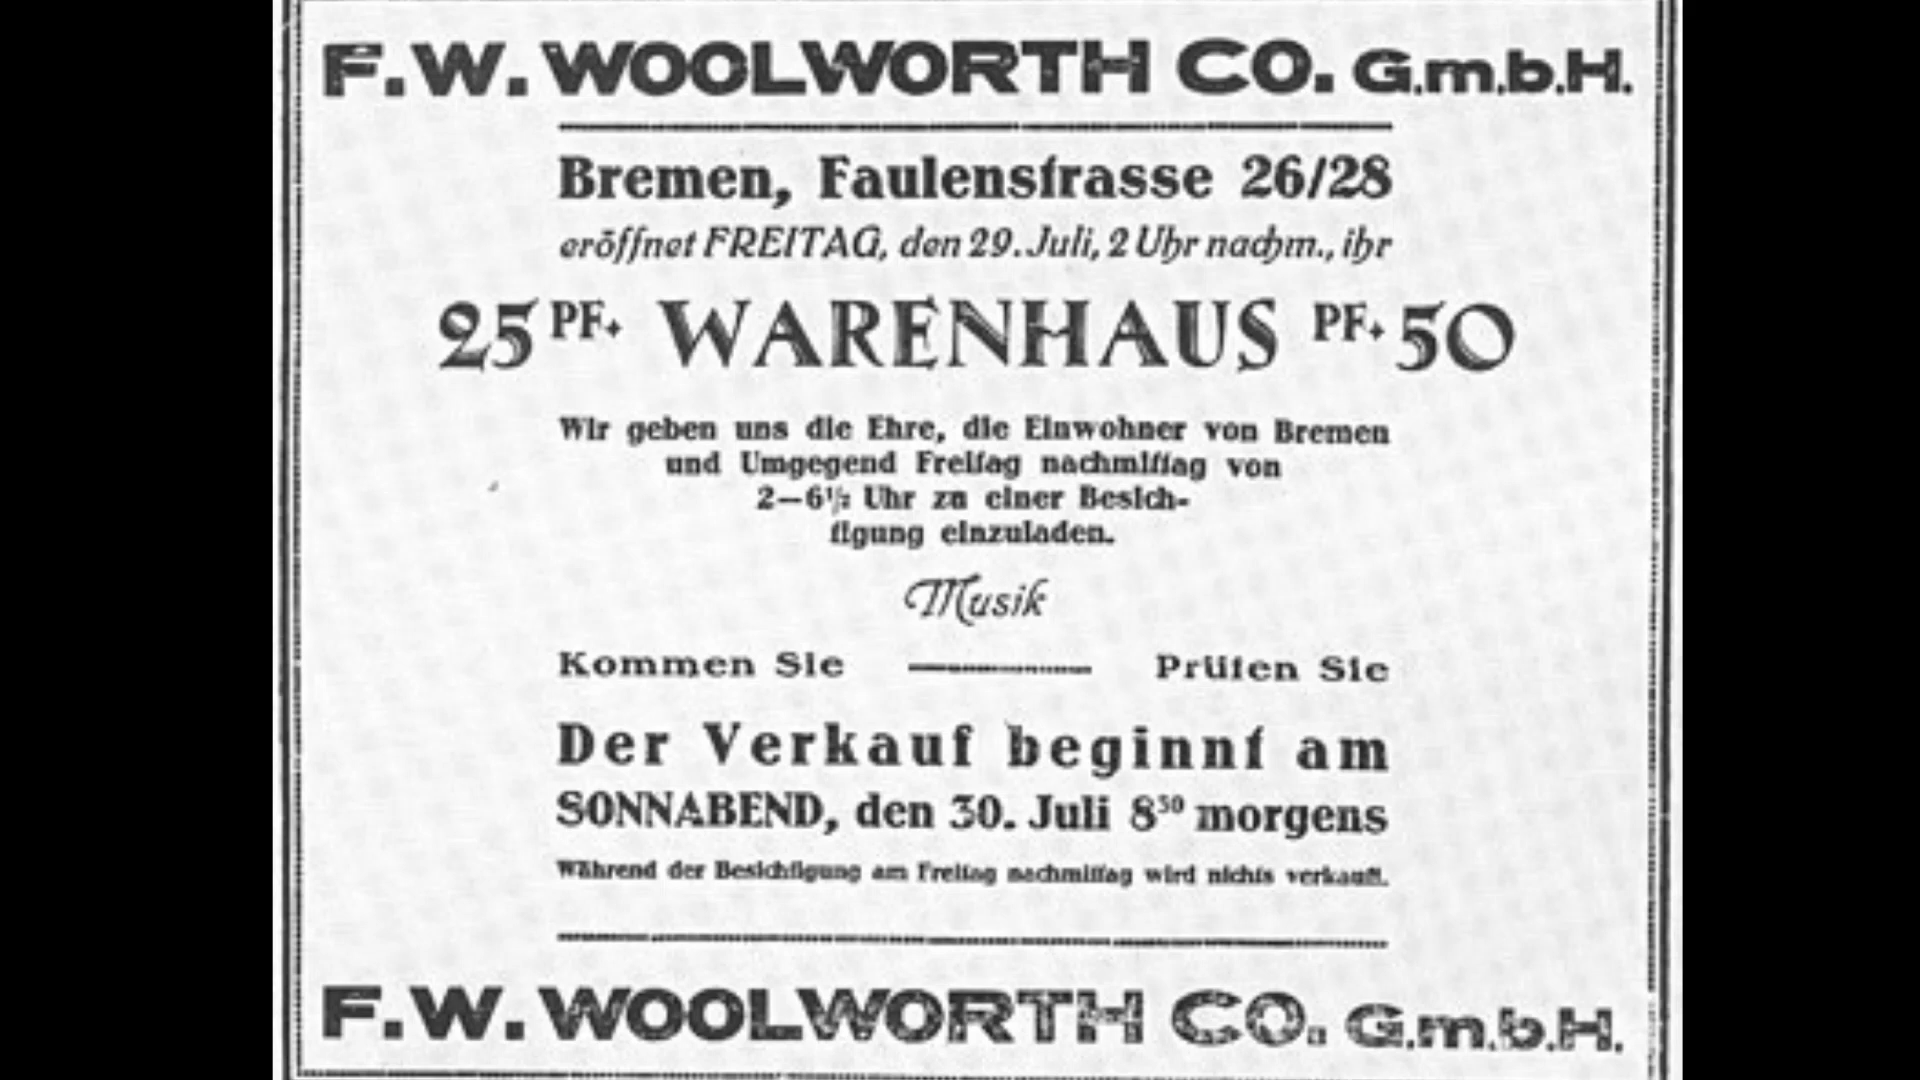 F.W. WOOLWORTH CO. G.m.b.H.
Bremen, Faulenstrasse 26/28
eröffnet FREITAG, den 29. Juli, 2 Uhr nachm., ihr
25 PF. WARENHAUS PF. 50
Wir geben uns die Ehre, die Einwohner von Bremen
und Umgegend Freitag nachmittag von
2—6½ Uhr zu einer Besich-
tigung einzuladen.
Musik
Kommen Sie — Prüfen Sie
Der Verkauf beginnt am
SONNABEND, den 30. Juli 8³⁰ morgens
Während der Besichtigung am Freitag nachmittag wird nichts verkauft.
F.W. WOOLWORTH CO. G.m.b.H.